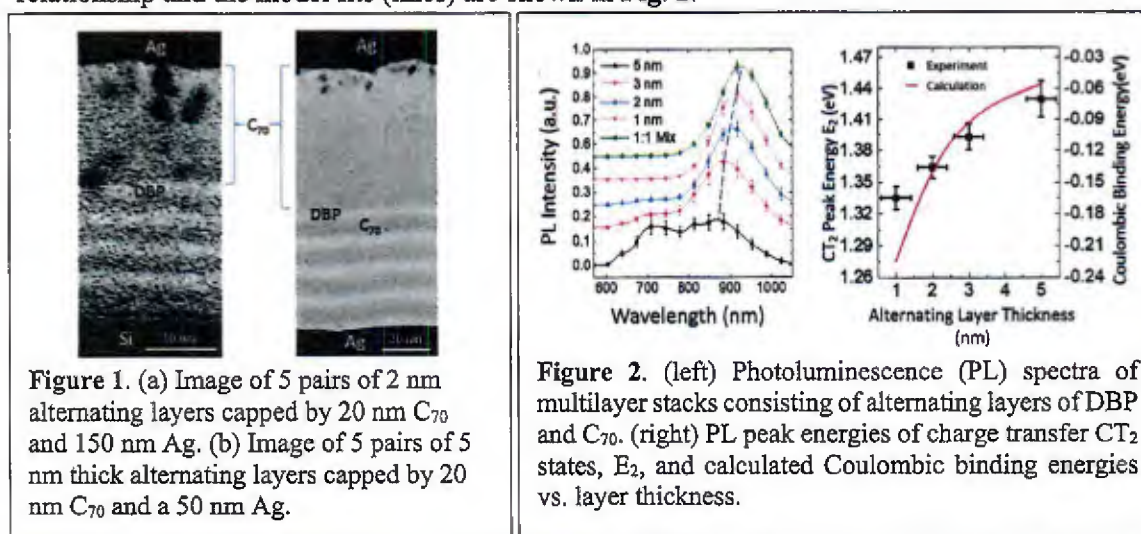 relationship and the model fits (lines) are shown in Fig. 2.
Ag
C70
DBP
Si
Ag
DBP
C70
Ag
20 nm
Figure 1. (a) Image of 5 pairs of 2 nm
alternating layers capped by 20 nm C70
and 150 nm Ag. (b) Image of 5 pairs of 5
nm thick alternating layers capped by 20
nm C70 and a 50 nm Ag.
PL Intensity (a.u.)
1.0
0.9
0.8
0.7
0.6
0.5
0.4
0.3
0.2
0.1
0.0
5 nm
3 nm
2 nm
1 nm
1:1 Mix
600 700 800 900 1000
Wavelength (nm)
CT2 Peak Energy E2 (eV)
1.47
1.44
1.41
1.38
1.35
1.32
1.29
1.26
Experiment
Calculation
1 2 3 4 5
Alternating Layer Thickness
(nm)
-0.03
-0.06
-0.09
-0.12
-0.15
-0.18
-0.21
-0.24
Coulombic Binding Energy(eV)
Figure 2. (left) Photoluminescence (PL) spectra of
multilayer stacks consisting of alternating layers of DBP
and C70. (right) PL peak energies of charge transfer CT2
states, E2, and calculated Coulombic binding energies
vs. layer thickness.